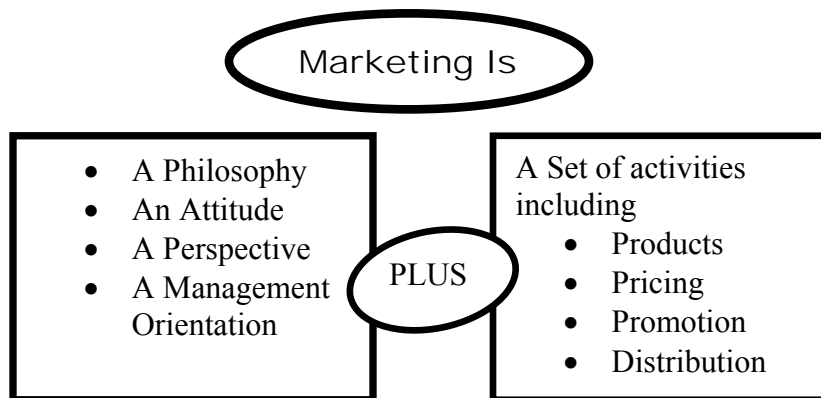 Marketing Is
• A Philosophy
• An Attitude
• A Perspective
• A Management
Orientation
PLUS
A Set of activities
including
• Products
• Pricing
• Promotion
• Distribution